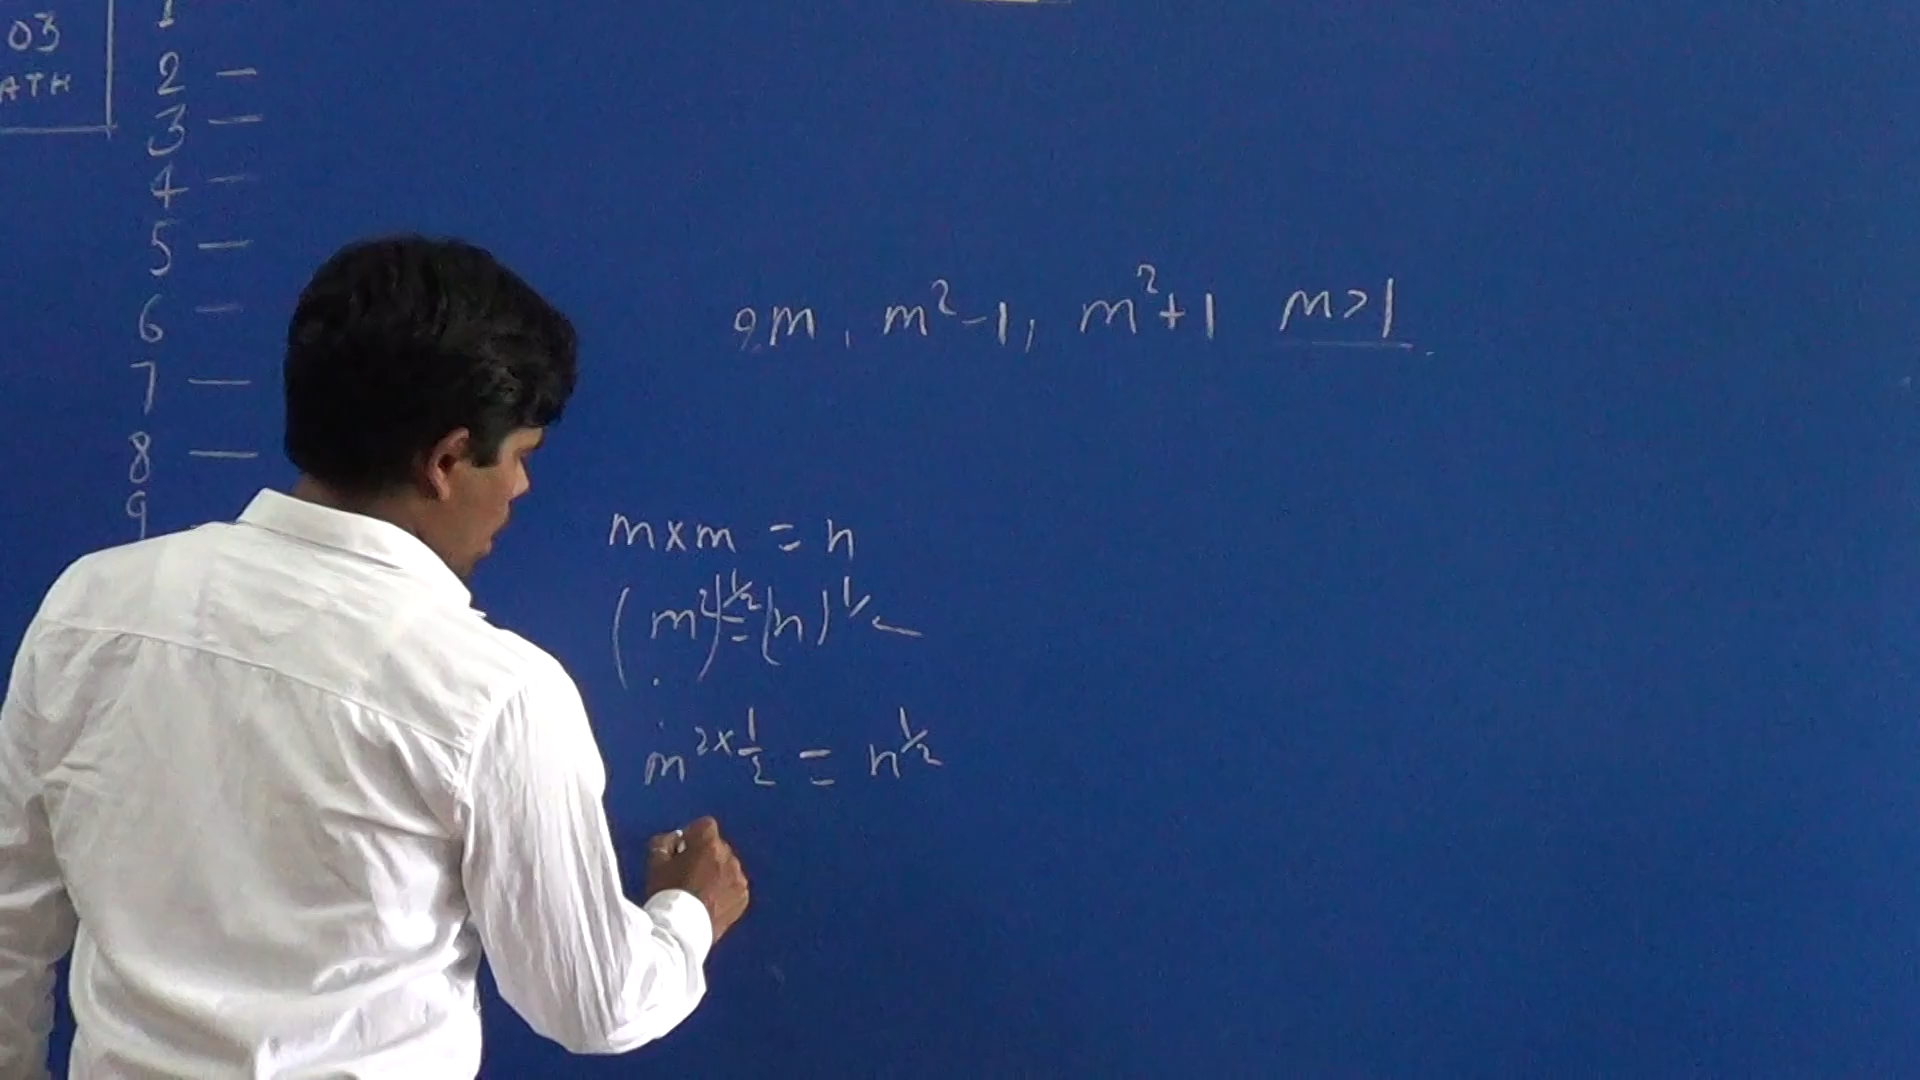 03
ATH
1
2 —
3 —
4 —
5 —
6 —
7 —
8 —
9
2m, m²-1, m²+1 m>1
m×m = n
(m²)^½ = (n)^1/
m^2×½ = n^½